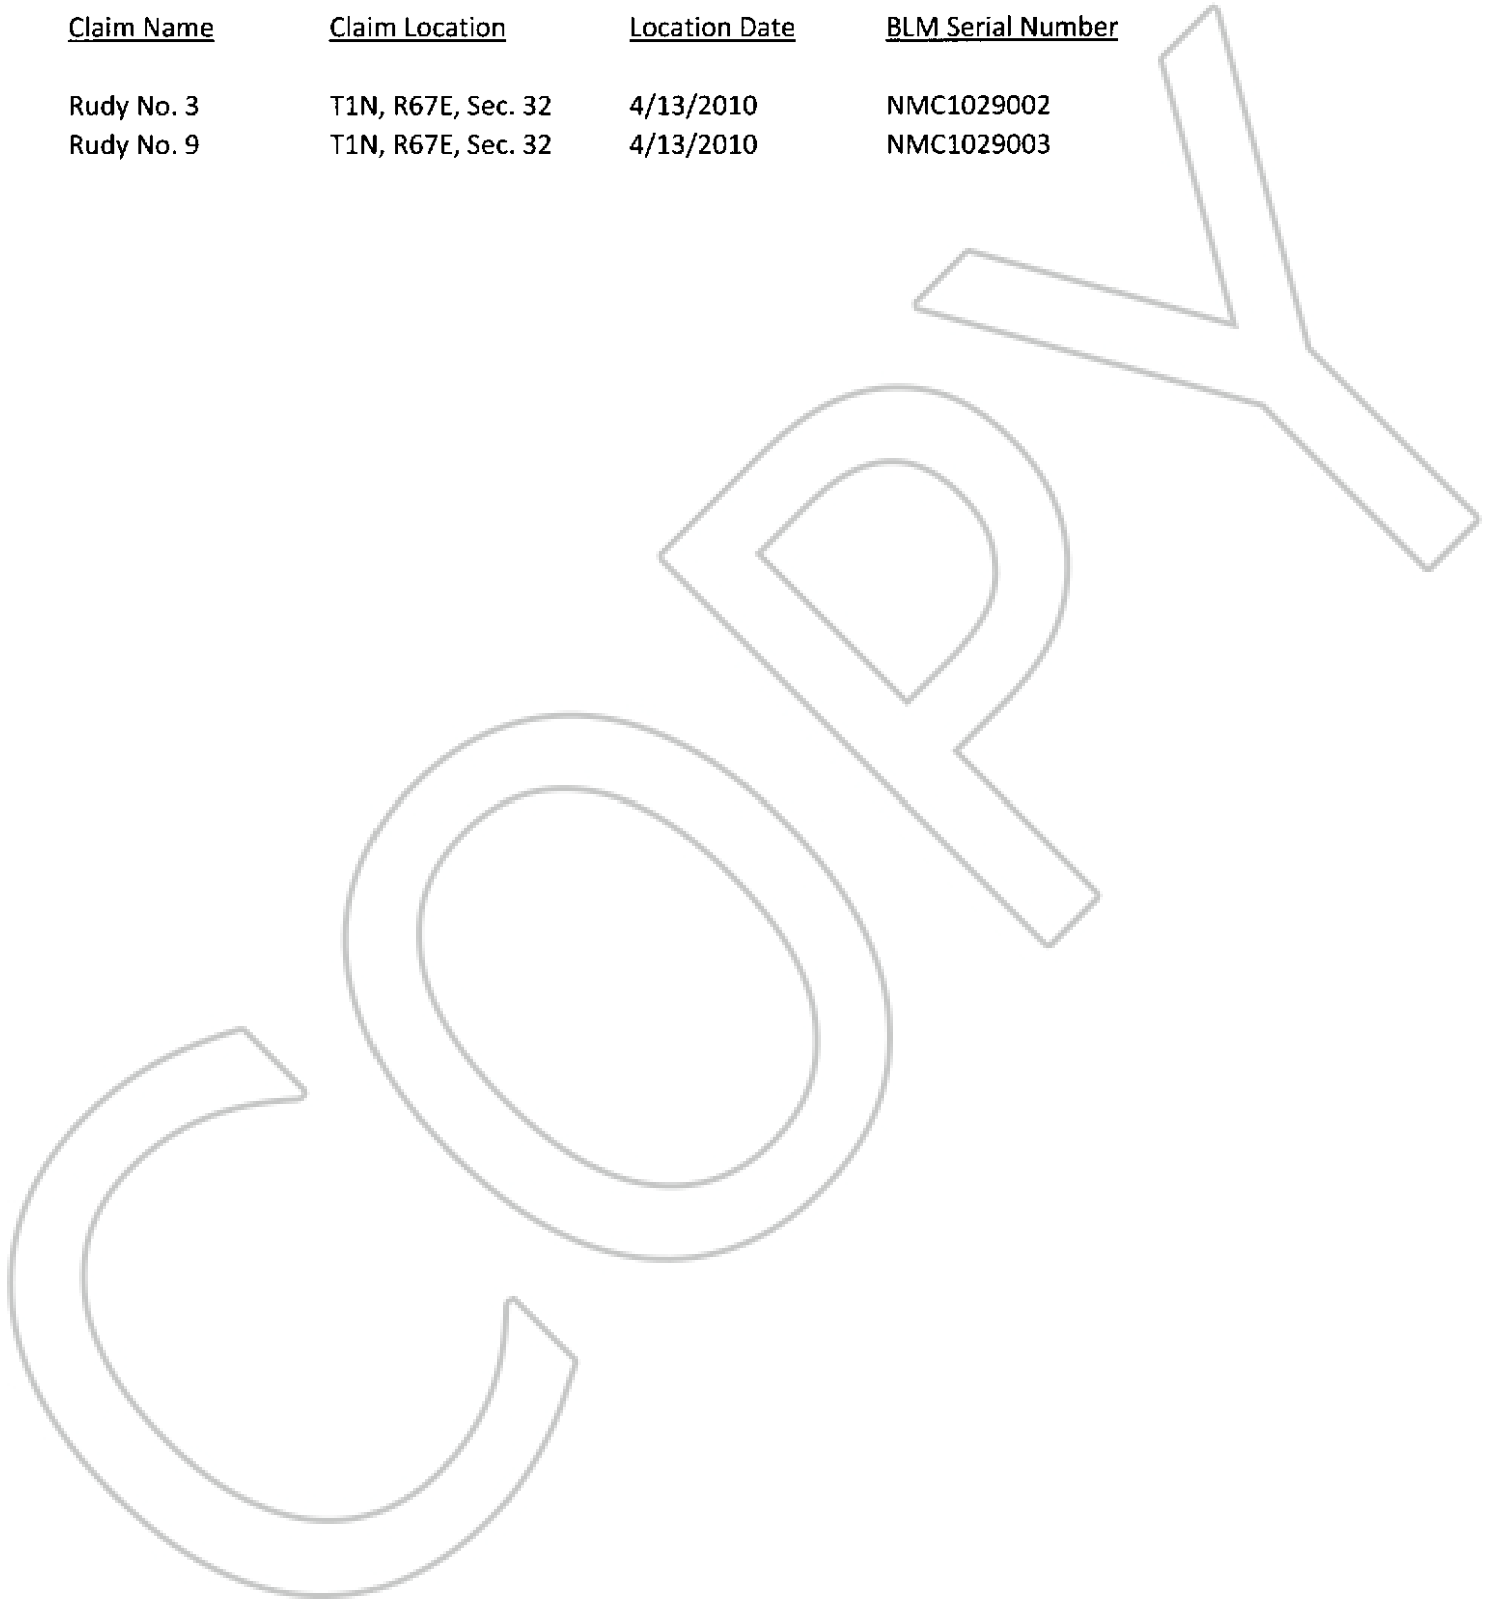 Claim Name Claim Location Location Date BLM Serial Number
Rudy No. 3 T1N, R67E, Sec. 32 4/13/2010 NMC1029002
Rudy No. 9 T1N, R67E, Sec. 32 4/13/2010 NMC1029003
COPY